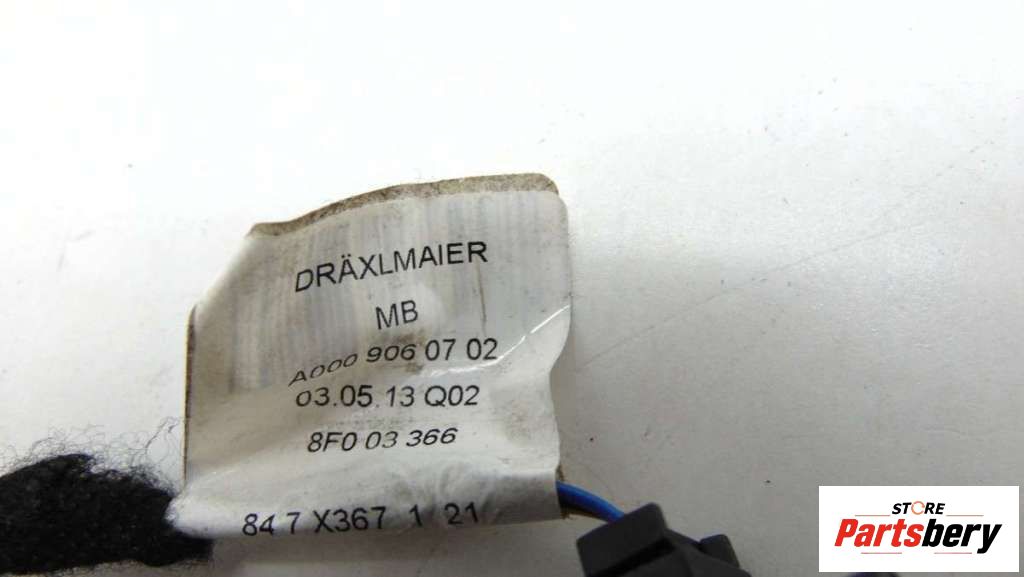 DRÄXLMAIER
MB
A000 906 07 02
03.05.13 Q02
8F0 03 366
84 7 X367 1 21
STORE
Partsbery